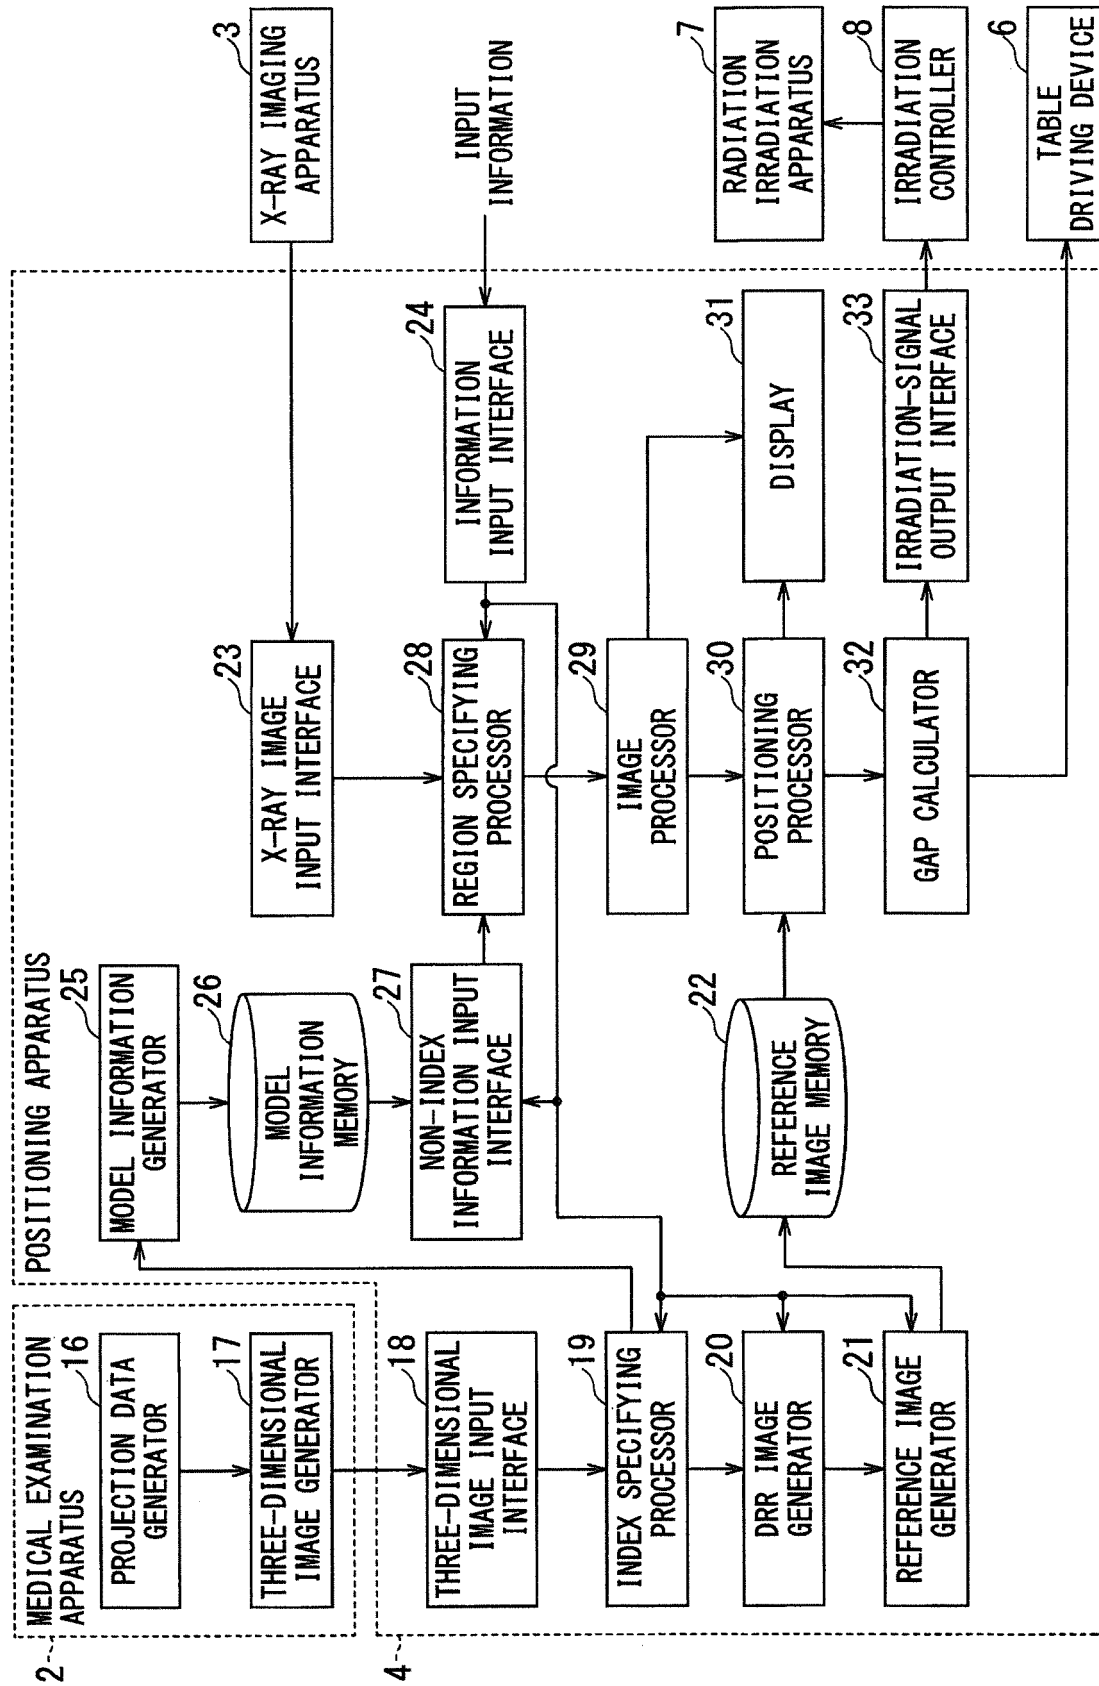 MEDICAL EXAMINATION
APPARATUS
2
16
PROJECTION DATA
GENERATOR
17
THREE-DIMENSIONAL
IMAGE GENERATOR
4
POSITIONING APPARATUS
18
THREE-DIMENSIONAL
IMAGE INPUT
INTERFACE
19
INDEX SPECIFYING
PROCESSOR
20
DRR IMAGE
GENERATOR
21
REFERENCE IMAGE
GENERATOR
25
MODEL INFORMATION
GENERATOR
26
MODEL
INFORMATION
MEMORY
27
NON-INDEX
INFORMATION INPUT
INTERFACE
22
REFERENCE
IMAGE MEMORY
23
X-RAY IMAGE
INPUT INTERFACE
28
REGION SPECIFYING
PROCESSOR
29
IMAGE
PROCESSOR
30
POSITIONING
PROCESSOR
32
GAP CALCULATOR
24
INFORMATION
INPUT INTERFACE
31
DISPLAY
33
IRRADIATION-SIGNAL
OUTPUT INTERFACE
3
X-RAY IMAGING
APPARATUS
INPUT
INFORMATION
7
RADIATION
IRRADIATION
APPARATUS
8
IRRADIATION
CONTROLLER
6
TABLE
DRIVING DEVICE